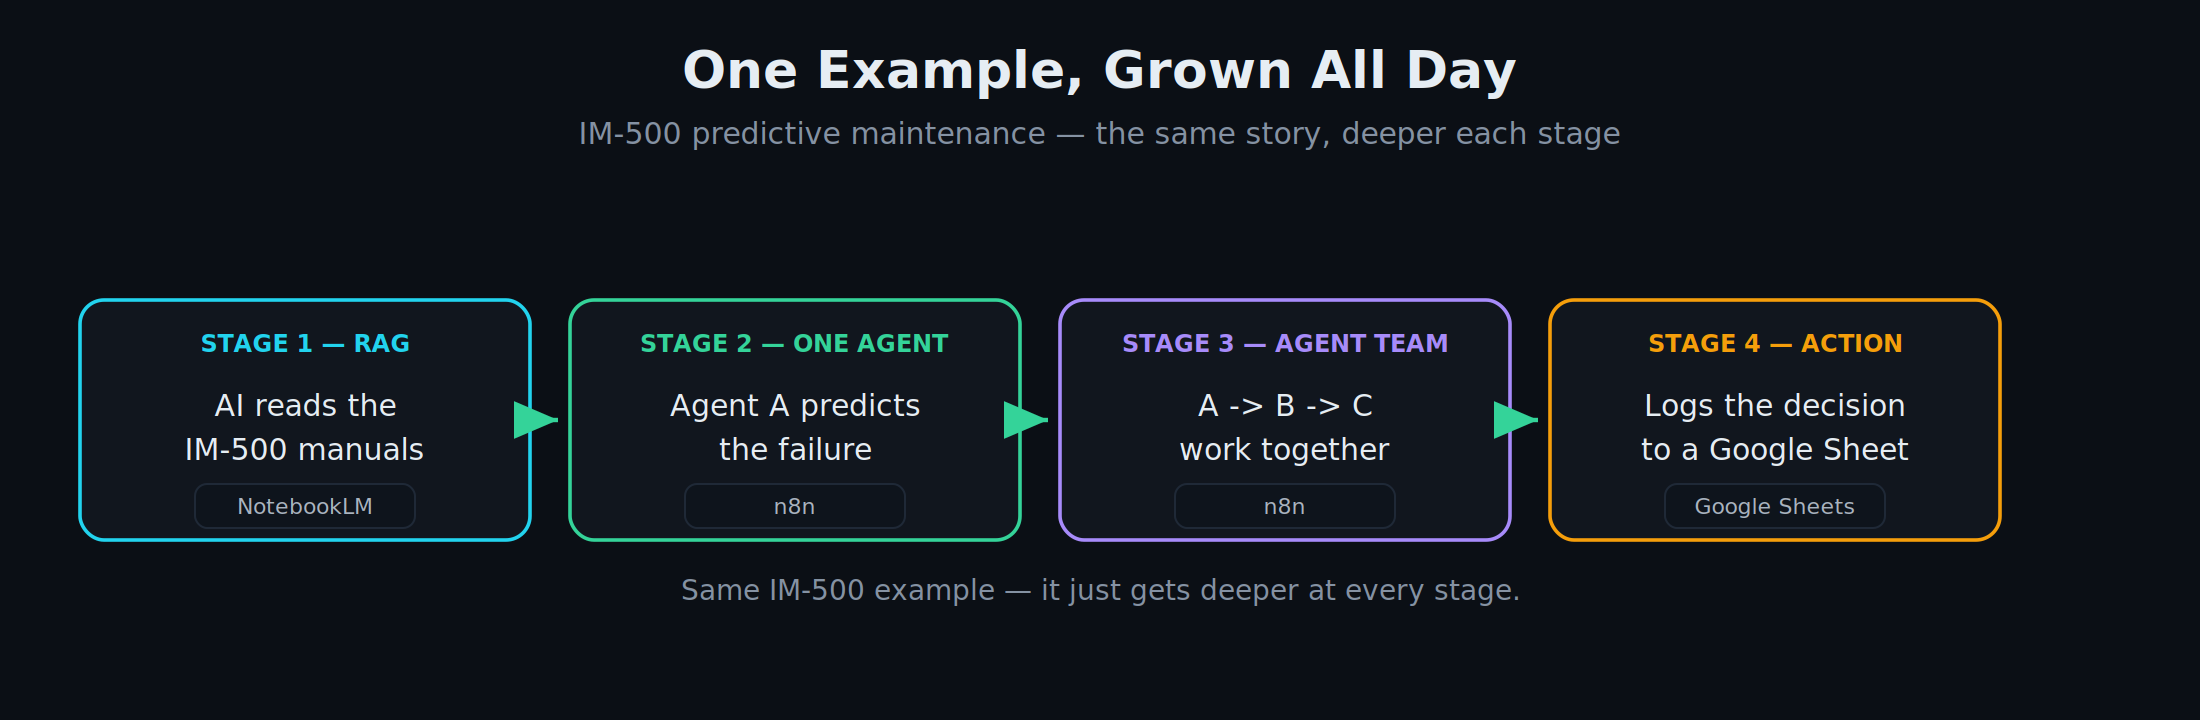 One Example, Grown All Day
IM-500 predictive maintenance — the same story, deeper each stage
STAGE 1 — RAG
AI reads the
IM-500 manuals
NotebookLM
STAGE 2 — ONE AGENT
Agent A predicts
the failure
n8n
STAGE 3 — AGENT TEAM
A -> B -> C
work together
n8n
STAGE 4 — ACTION
Logs the decision
to a Google Sheet
Google Sheets
Same IM-500 example — it just gets deeper at every stage.